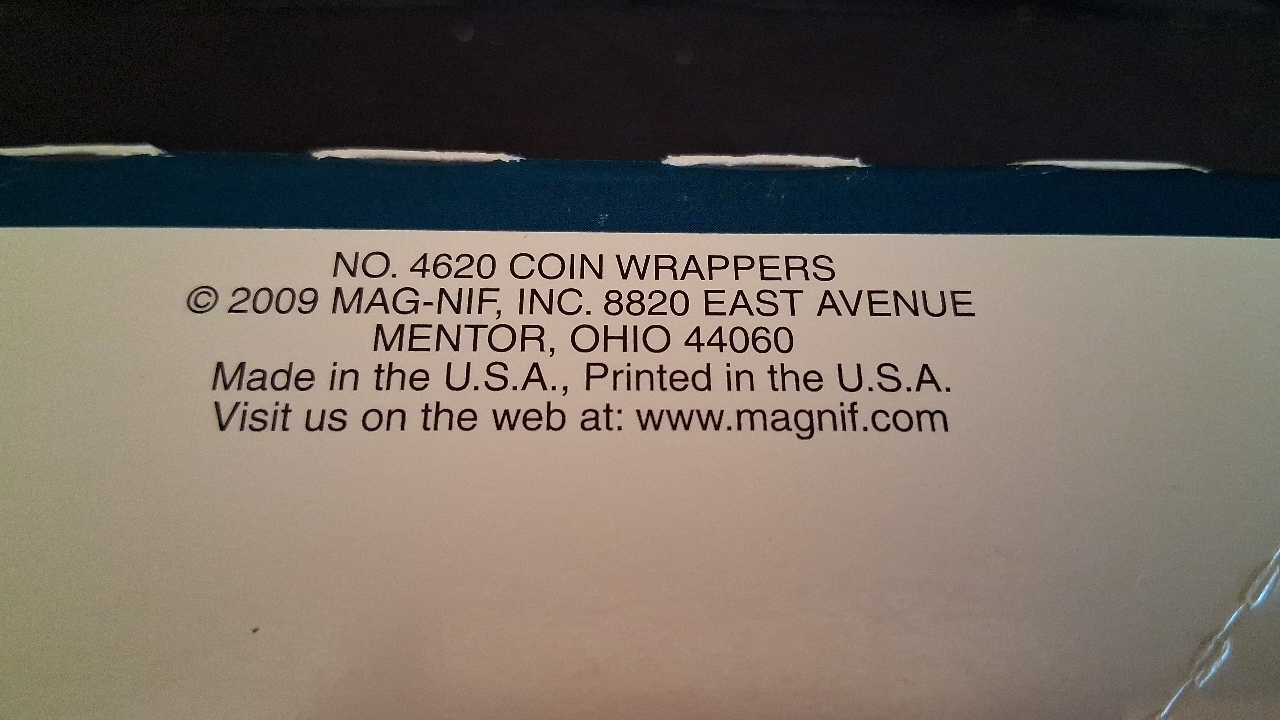 NO. 4620 COIN WRAPPERS
© 2009 MAG-NIF, INC. 8820 EAST AVENUE
MENTOR, OHIO 44060
Made in the U.S.A., Printed in the U.S.A.
Visit us on the web at: www.magnif.com